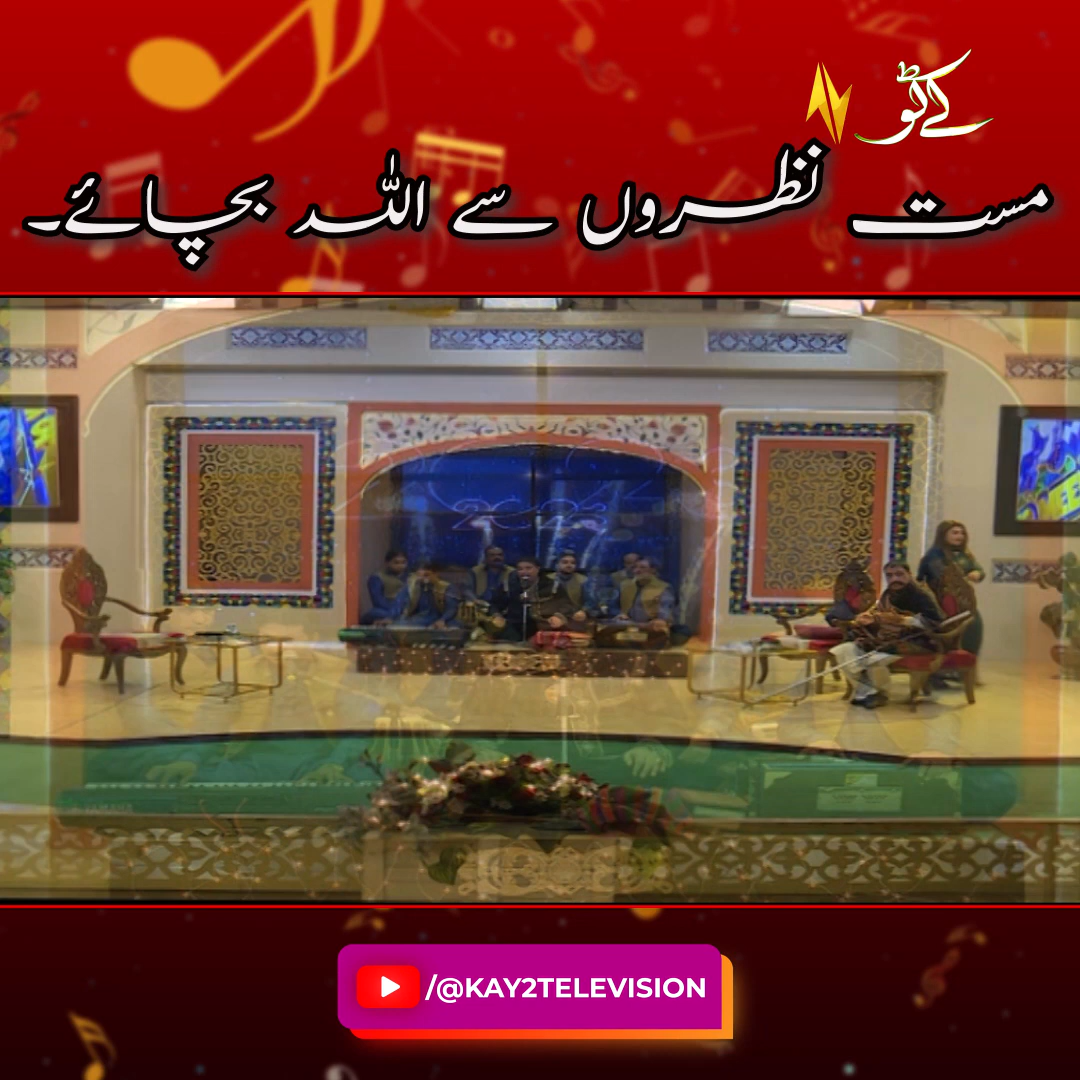 کے ٹو
مست نظروں سے اللہ بچائے۔
/@KAY2TELEVISION